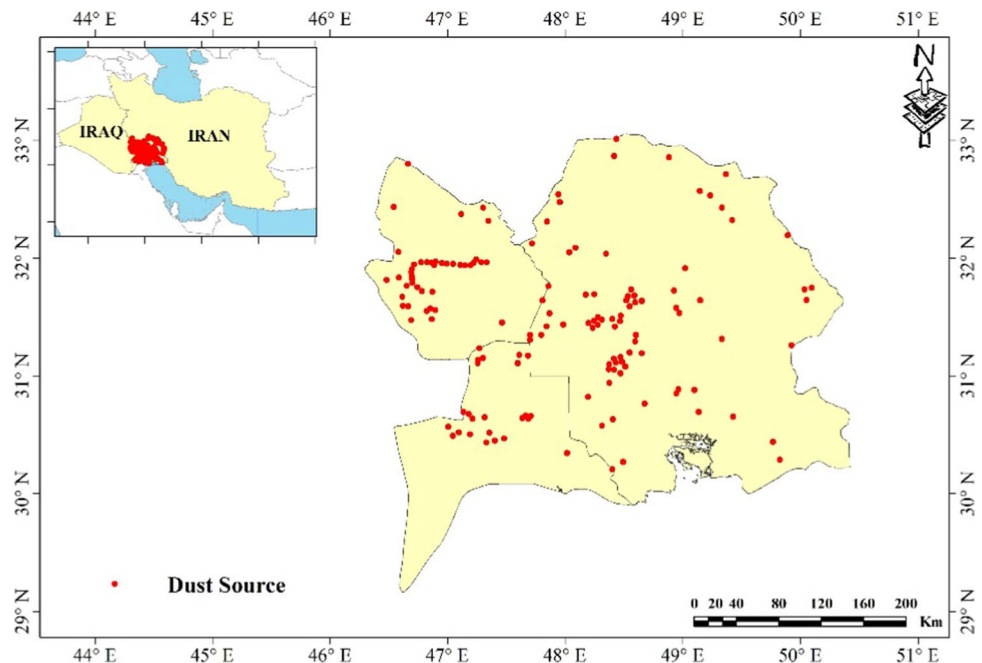 44° E 45° E 46° E 47° E 48° E 49° E 50° E 51° E
N
IRAQ IRAN
33° N 33° N
32° N 32° N
31° N 31° N
30° N 30° N
29° N 29° N
Dust Source
0 20 40 80 120 160 200
Km
44° E 45° E 46° E 47° E 48° E 49° E 50° E 51° E